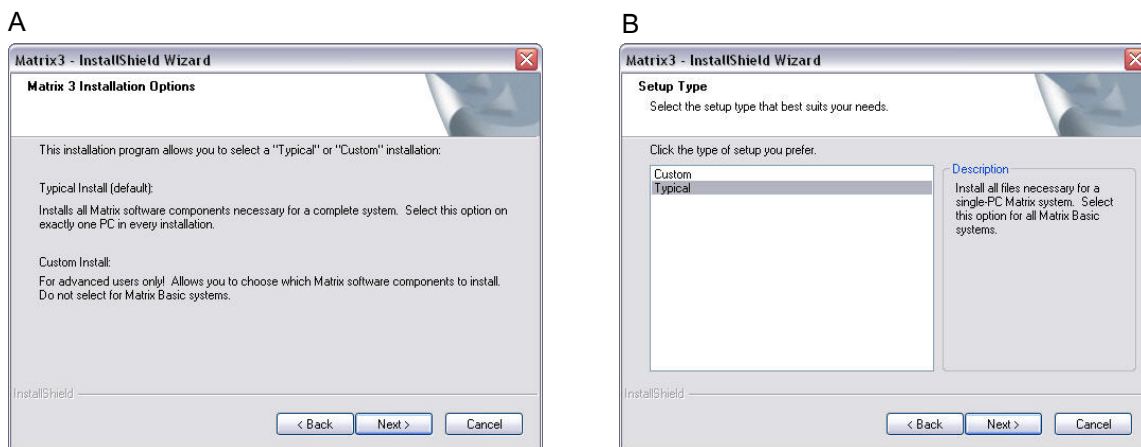 A
Matrix3 - InstallShield Wizard
Matrix 3 Installation Options
This installation program allows you to select a "Typical" or "Custom" installation:
Typical Install (default):
Installs all Matrix software components necessary for a complete system. Select this option on
exactly one PC in every installation.
Custom Install:
For advanced users only! Allows you to choose which Matrix software components to install.
Do not select for Matrix Basic systems.
InstallShield
< Back
Next >
Cancel
B
Matrix3 - InstallShield Wizard
Setup Type
Select the setup type that best suits your needs.
Click the type of setup you prefer.
Custom
Typical
Description
Install all files necessary for a
single-PC Matrix system. Select
this option for all Matrix Basic
systems.
InstallShield
< Back
Next >
Cancel